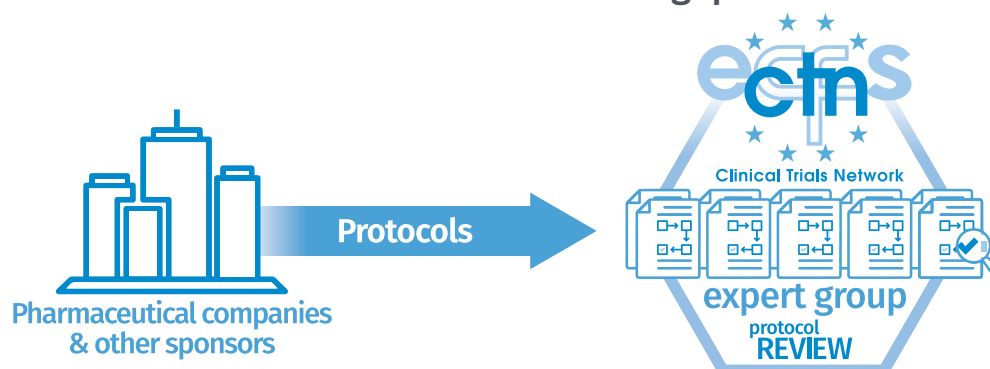 ecfs
ctn
Clinical Trials Network
Protocols
Pharmaceutical companies
& other sponsors
expert group
protocol
REVIEW